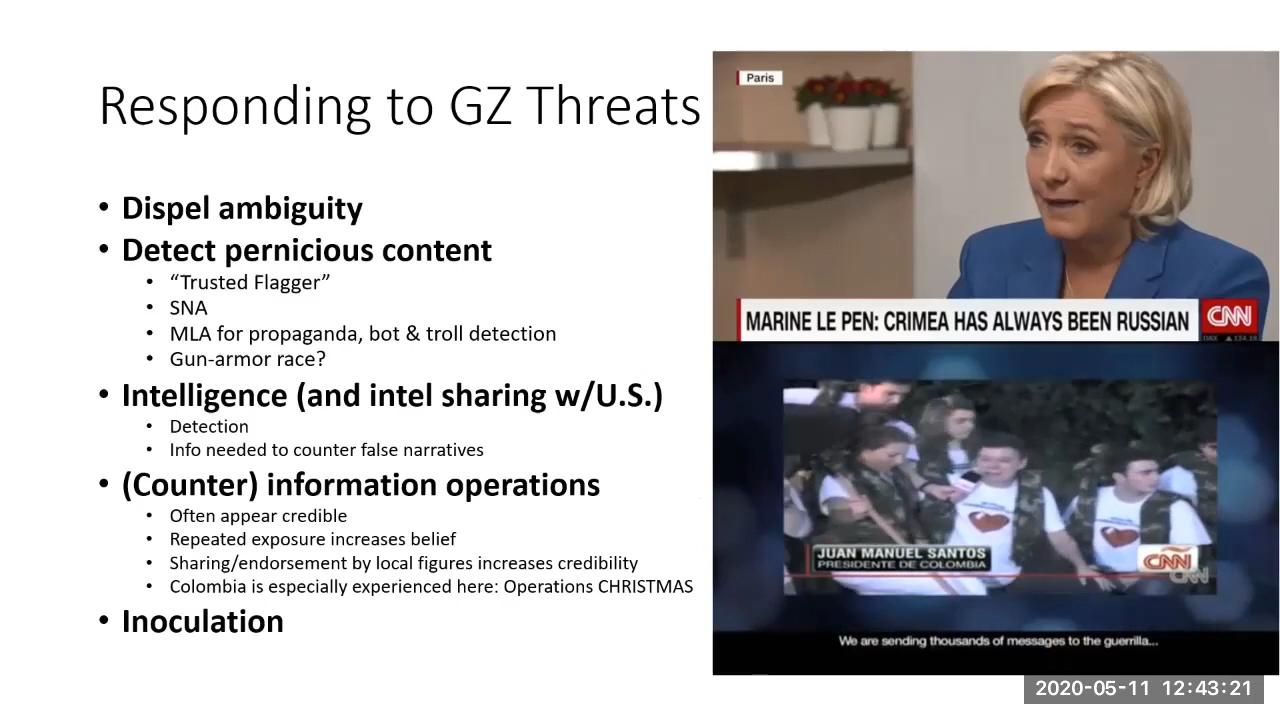 Responding to GZ Threats
• Dispel ambiguity
• Detect pernicious content
• “Trusted Flagger”
• SNA
• MLA for propaganda, bot & troll detection
• Gun-armor race?
• Intelligence (and intel sharing w/U.S.)
• Detection
• Info needed to counter false narratives
• (Counter) information operations
• Often appear credible
• Repeated exposure increases belief
• Sharing/endorsement by local figures increases credibility
• Colombia is especially experienced here: Operations CHRISTMAS
• Inoculation
Paris
MARINE LE PEN: CRIMEA HAS ALWAYS BEEN RUSSIAN
CNN
DAX ▲134.16
JUAN MANUEL SANTOS
PRESIDENTE DE COLOMBIA
CNN
CNN
We are sending thousands of messages to the guerrilla...
2020-05-11 12:43:21